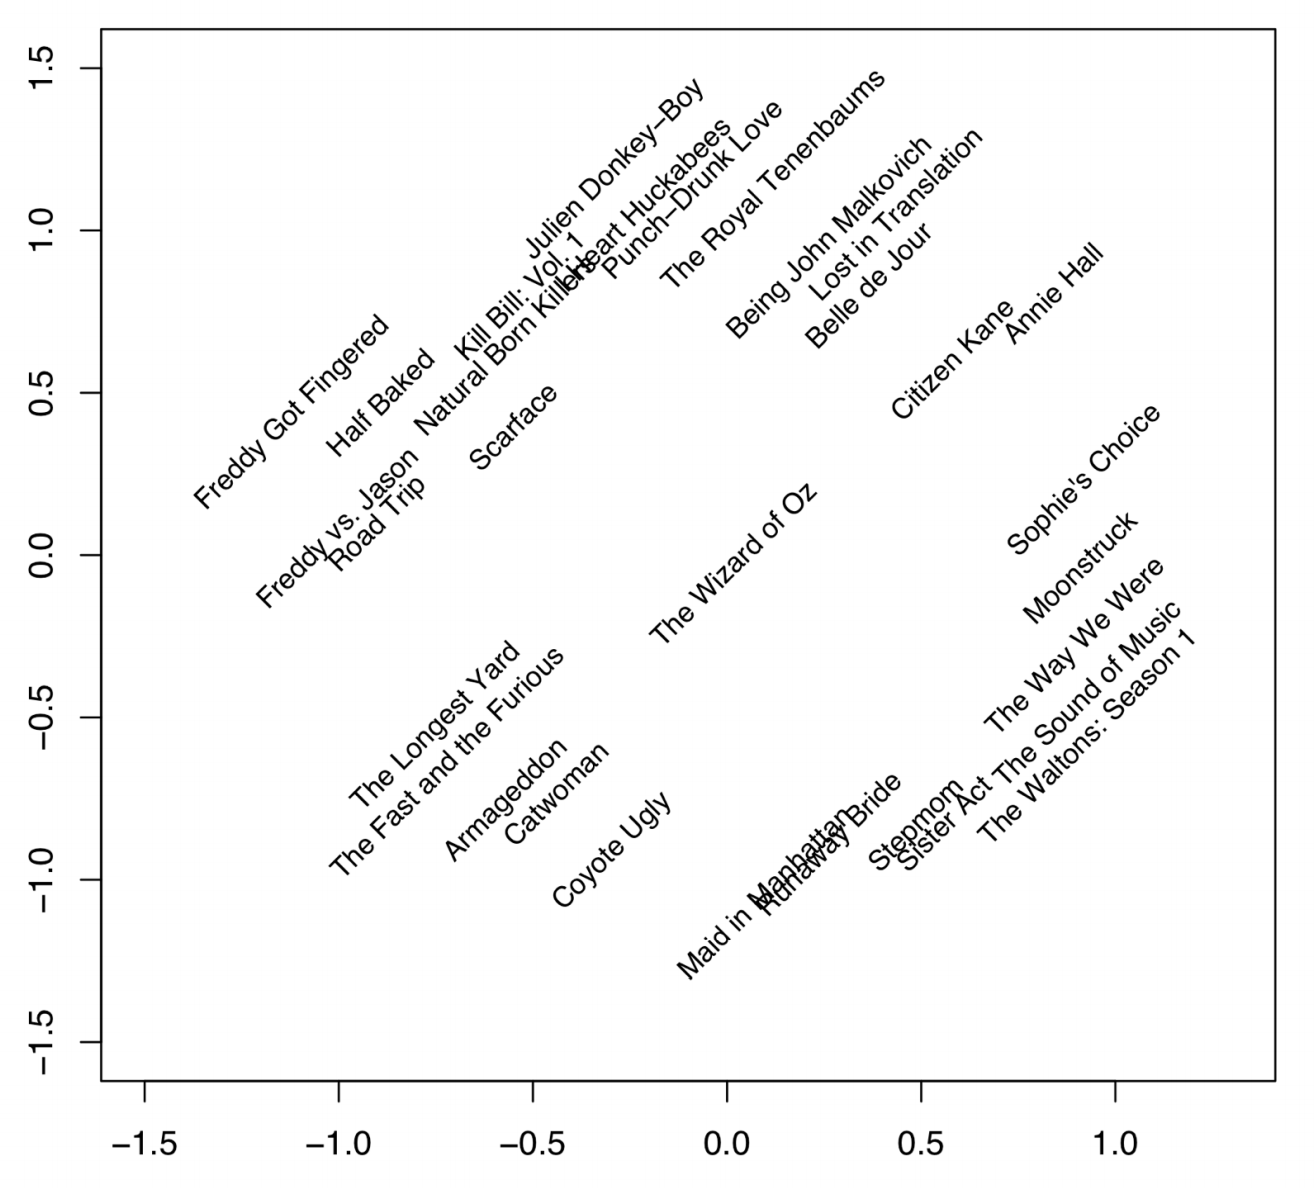 1.5
1.0
0.5
0.0
−0.5
−1.0
−1.5
Julien Donkey−Boy
I Heart Huckabees
Punch−Drunk Love
The Royal Tenenbaums
Being John Malkovich
Lost in Translation
Belle de Jour
Annie Hall
Citizen Kane
Kill Bill: Vol. 1
Natural Born Killers
Freddy Got Fingered
Half Baked
Scarface
Freddy vs. Jason
Road Trip
The Wizard of Oz
Sophie's Choice
Moonstruck
The Way We Were
The Sound of Music
The Waltons: Season 1
The Longest Yard
The Fast and the Furious
Armageddon
Catwoman
Coyote Ugly
Maid in Manhattan
Runaway Bride
Stepmom
Sister Act
−1.5
−1.0
−0.5
0.0
0.5
1.0